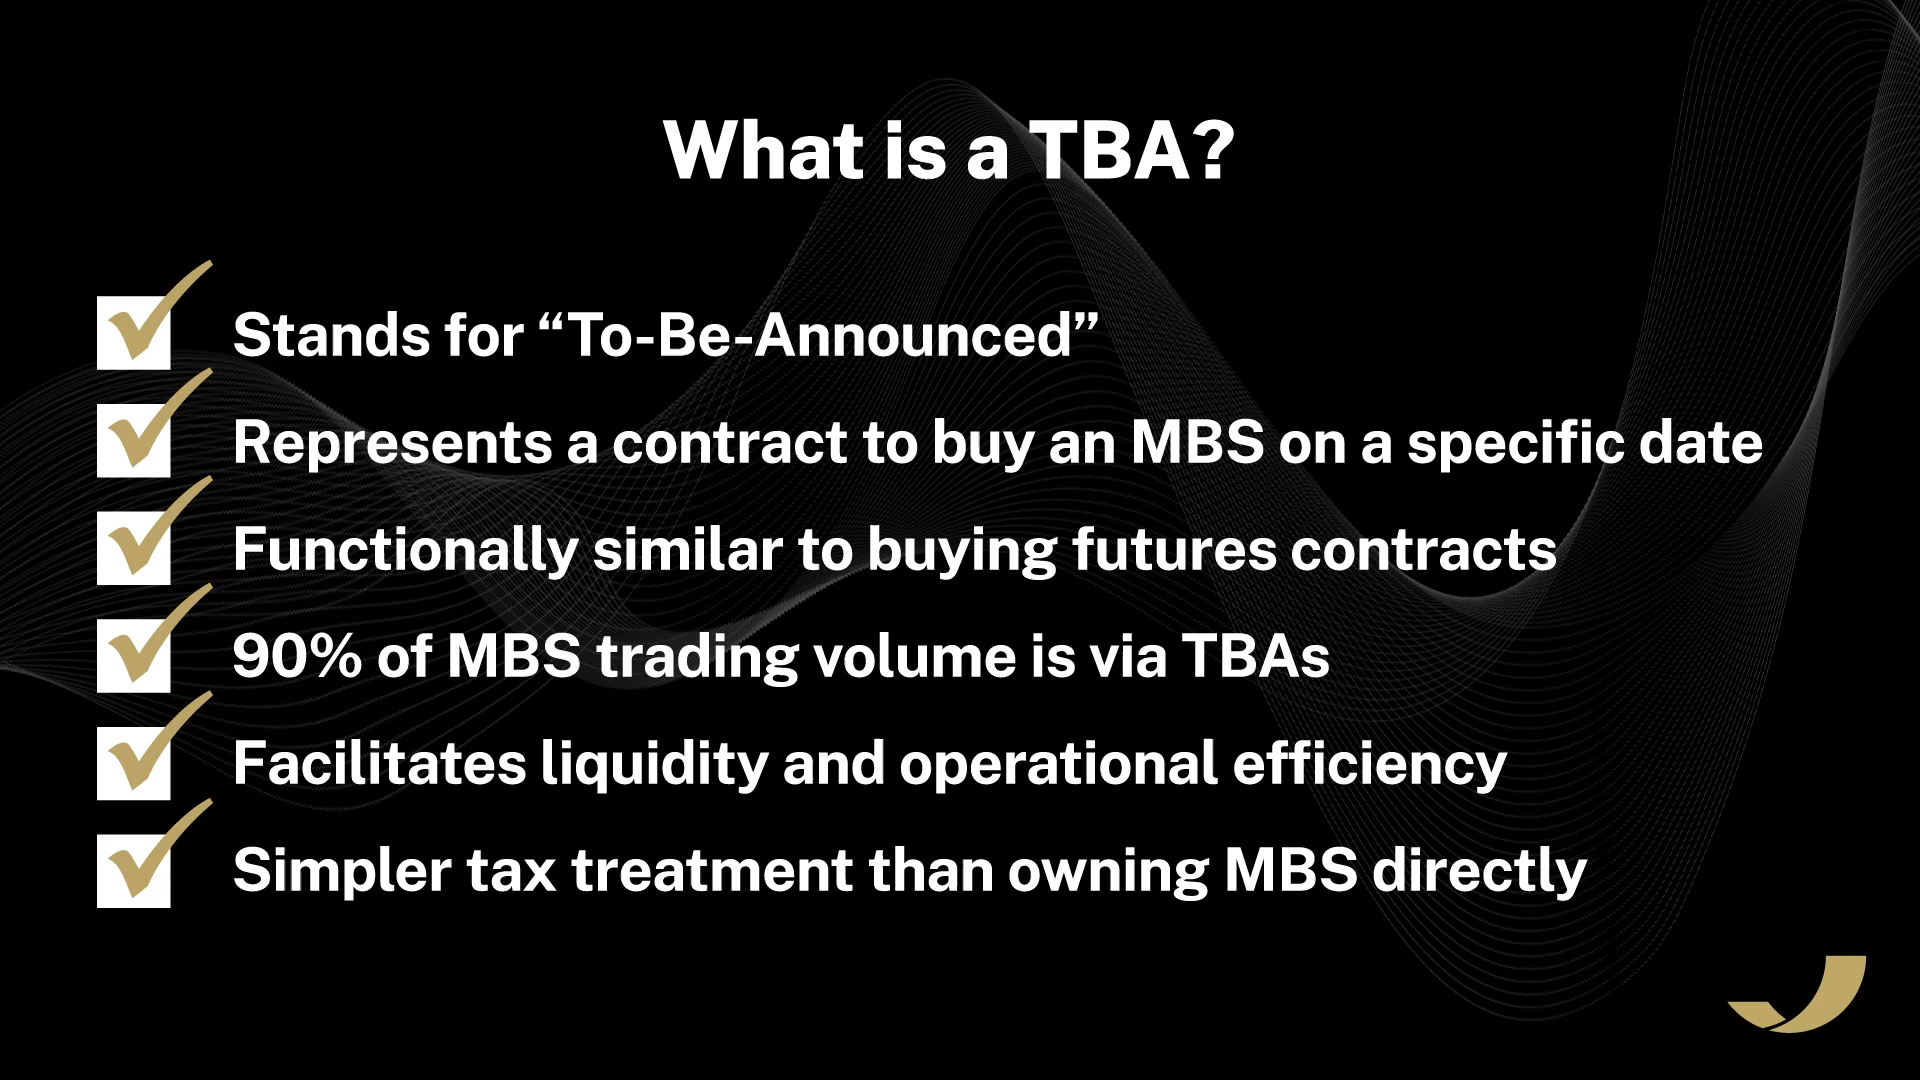 What is a TBA?
Stands for “To-Be-Announced”
Represents a contract to buy an MBS on a specific date
Functionally similar to buying futures contracts
90% of MBS trading volume is via TBAs
Facilitates liquidity and operational efficiency
Simpler tax treatment than owning MBS directly